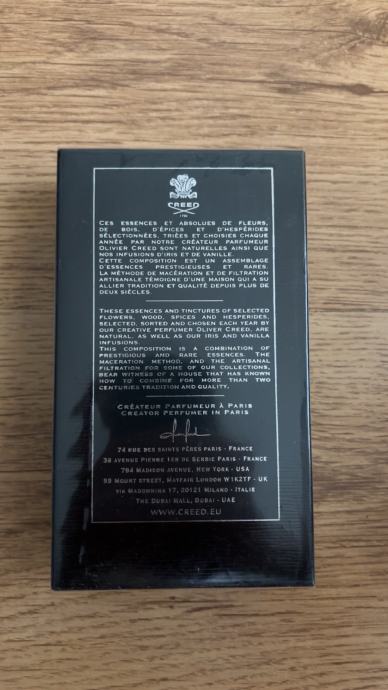 CREED
Ces essences et absolues de fleurs,
de bois, d'épices et d'hespérides
sélectionnées, triées et choisies chaque
année par notre créateur parfumeur
Olivier Creed sont naturelles ainsi que
nos infusions d'iris et de vanille.
Cette composition est un assemblage
d'essences prestigieuses et rares.
La méthode de macération et de filtration
artisanale témoigne d'une maison qui a su
allier tradition et qualité depuis plus de
deux siècles.
These essences and tinctures of selected
flowers, wood, spices and hesperides,
selected, sorted and chosen each year by
our creative perfumer Oliver Creed, are
natural, as well as our iris and vanilla
infusions.
This composition is a combination of
prestigious and rare essences. The
maceration method, and the artisanal
filtration for some of our collections,
bear witness of a house that has known
how to combine for more than two
centuries tradition and quality.
Créateur Parfumeur à Paris
Creator Perfumer in Paris
74 rue des Saints Pères Paris - France
38 avenue Pierre 1er de Serbie Paris - France
794 Madison Avenue, New York - USA
99 Mount Street, Mayfair London W1K2TF - UK
via Madonnina 17, 20121 Milano - Italie
The Dubai Mall, Dubai - UAE
www.creed.eu